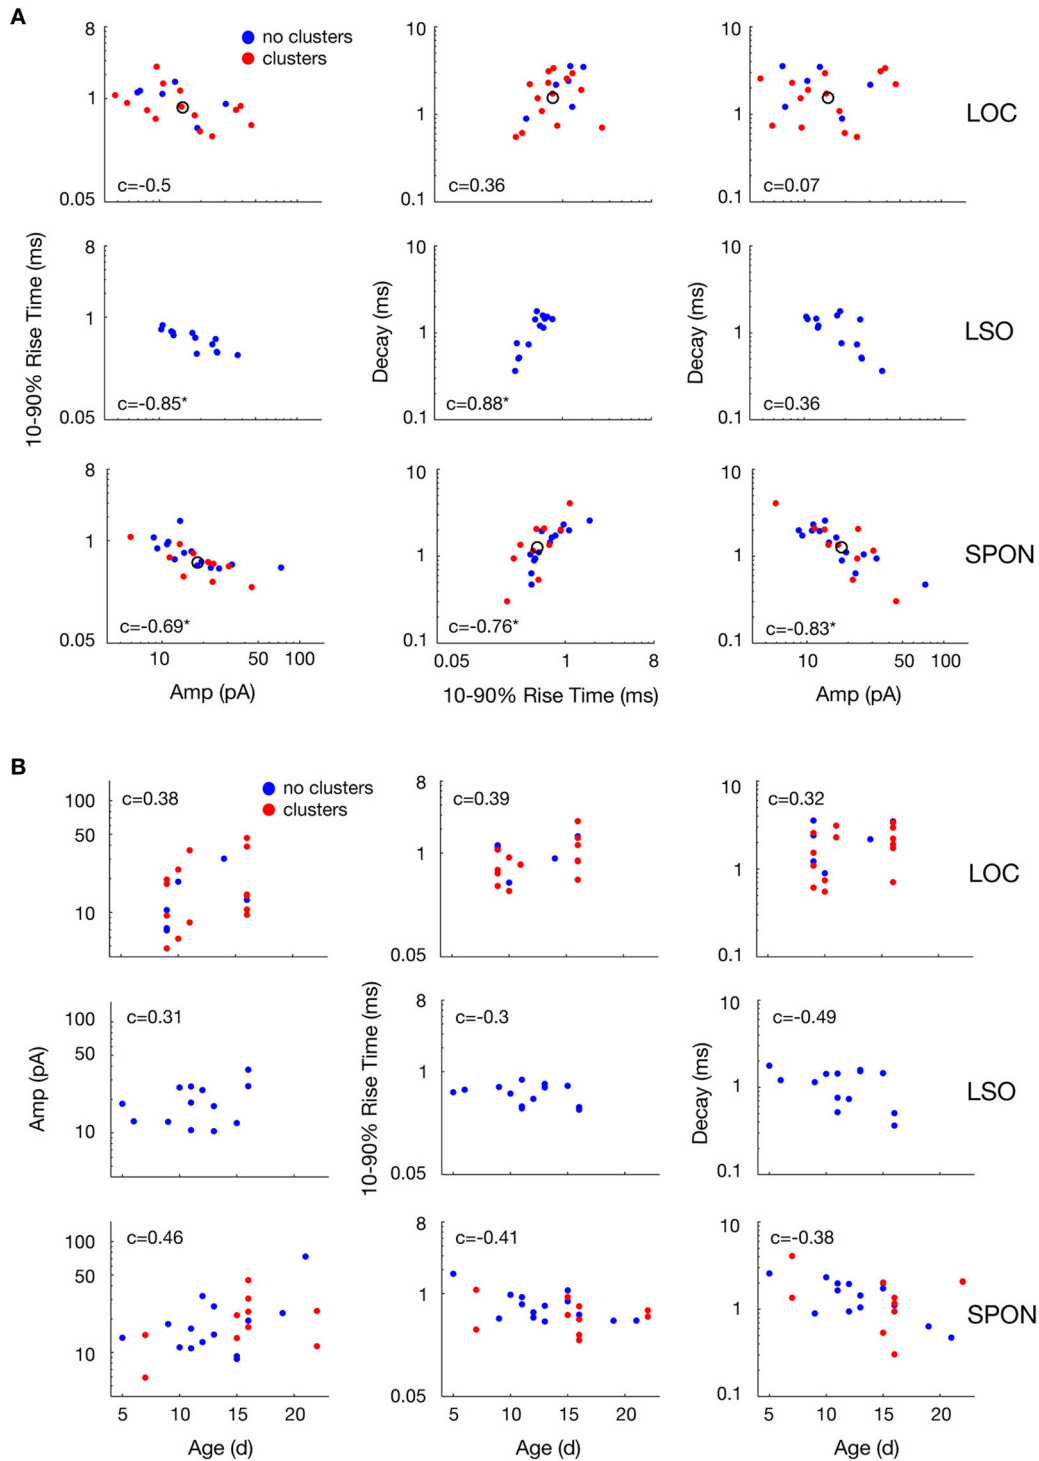 A
8
1
0.05
c=-0.5
no clusters
clusters
10
1
0.1
c=0.36
10
1
0.1
c=0.07
LOC
10-90% Rise Time (ms)
8
1
0.05
c=-0.85*
Decay (ms)
10
1
0.1
c=0.88*
Decay (ms)
10
1
0.1
c=0.36
LSO
8
1
0.05
c=-0.69*
10
50
100
Amp (pA)
10
1
0.1
c=-0.76*
0.05
1
8
10-90% Rise Time (ms)
10
1
0.1
c=-0.83*
10
50
100
Amp (pA)
SPON
B
100
50
10
c=0.38
no clusters
clusters
8
1
0.05
c=0.39
10
1
0.1
c=0.32
LOC
Amp (pA)
100
50
10
c=0.31
10-90% Rise Time (ms)
8
1
0.05
c=-0.3
Decay (ms)
10
1
0.1
c=-0.49
LSO
100
50
10
c=0.46
5
10
15
20
Age (d)
8
1
0.05
c=-0.41
5
10
15
20
Age (d)
10
1
0.1
c=-0.38
5
10
15
20
Age (d)
SPON